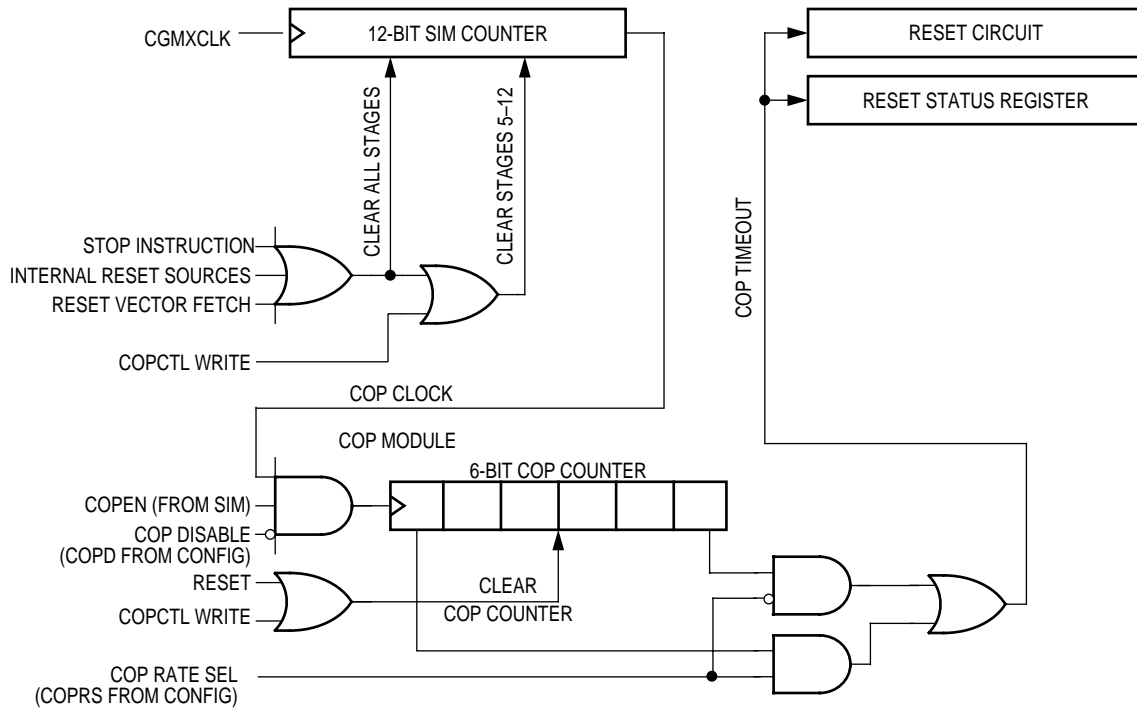 CGMXCLK
12-BIT SIM COUNTER
RESET CIRCUIT
RESET STATUS REGISTER
CLEAR ALL STAGES
CLEAR STAGES 5–12
COP TIMEOUT
STOP INSTRUCTION
INTERNAL RESET SOURCES
RESET VECTOR FETCH
COPCTL WRITE
COP CLOCK
COP MODULE
6-BIT COP COUNTER
COPEN (FROM SIM)
COP DISABLE
(COPD FROM CONFIG)
RESET
COPCTL WRITE
CLEAR
COP COUNTER
COP RATE SEL
(COPRS FROM CONFIG)